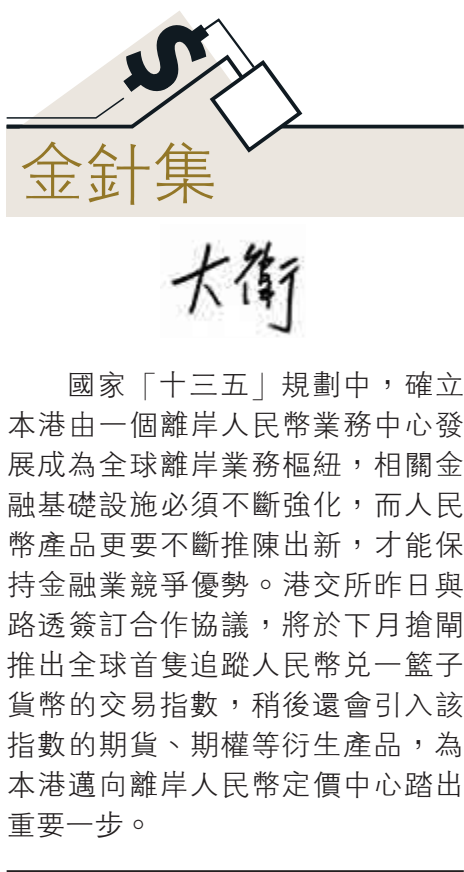 $
金針集
大衛
國家「十三五」規劃中，確立
本港由一個離岸人民幣業務中心發
展成為全球離岸業務樞紐，相關金
融基礎設施必須不斷強化，而人民
幣產品更要不斷推陳出新，才能保
持金融業競爭優勢。港交所昨日與
路透簽訂合作協議，將於下月搶閘
推出全球首隻追蹤人民幣兌一籃子
貨幣的交易指數，稍後還會引入該
指數的期貨、期權等衍生產品，為
本港邁向離岸人民幣定價中心踏出
重要一步。